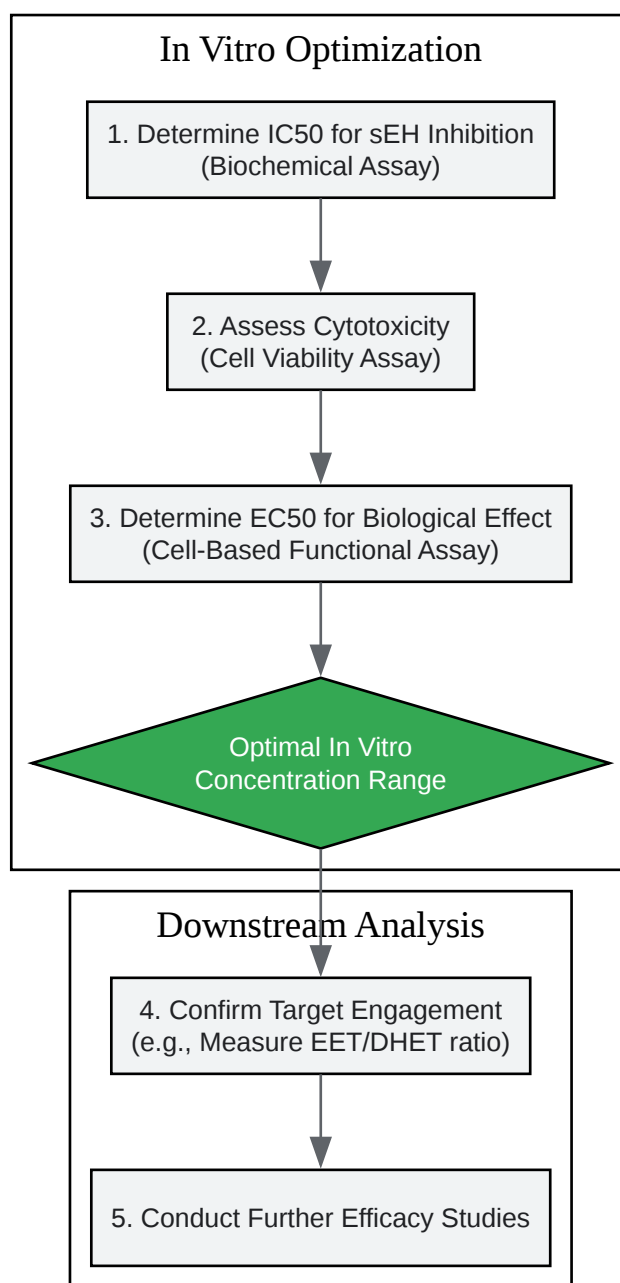 In Vitro Optimization
1. Determine IC50 for sEH Inhibition
(Biochemical Assay)
2. Assess Cytotoxicity
(Cell Viability Assay)
3. Determine EC50 for Biological Effect
(Cell-Based Functional Assay)
Optimal In Vitro
Concentration Range
Downstream Analysis
4. Confirm Target Engagement
(e.g., Measure EET/DHET ratio)
5. Conduct Further Efficacy Studies